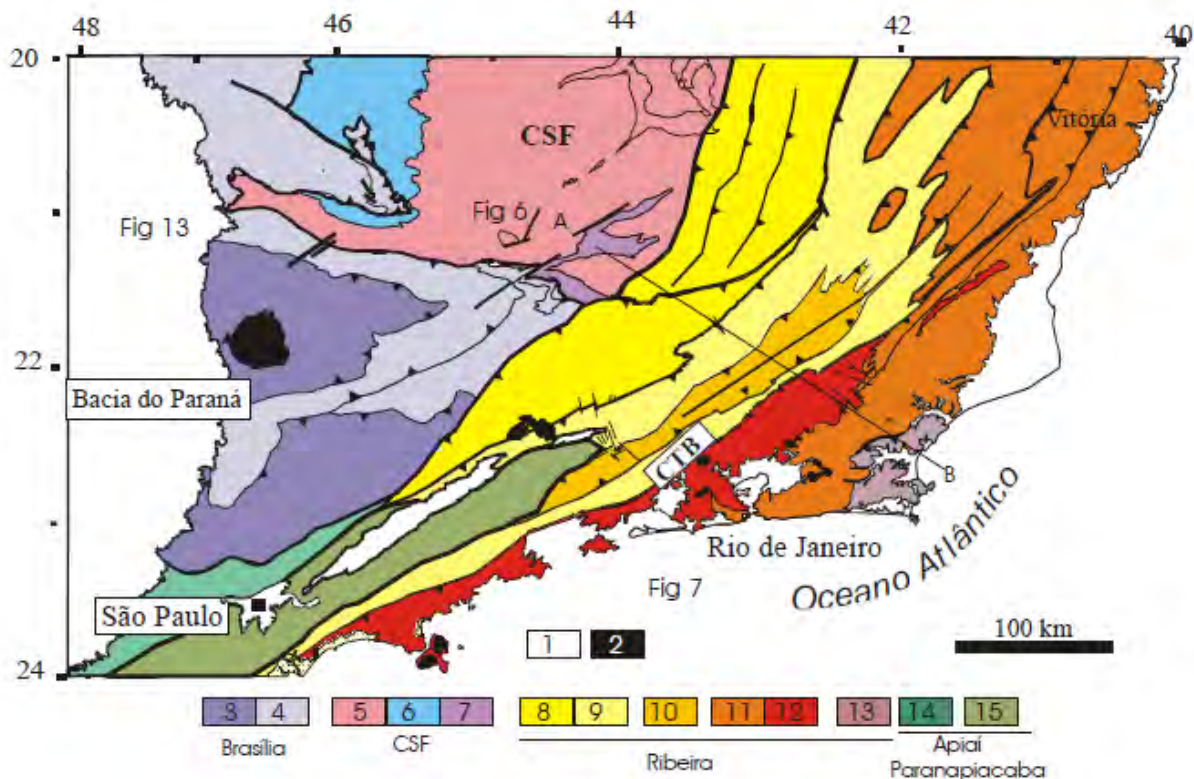 48 46 44 42 40
20
CSF
Vitória
Fig 6 A
Fig 13
22
Bacia do Paraná
CTB
B
Rio de Janeiro
Oceano Atlântico
Fig 7
São Paulo
1 2
100 km
24
3 4 5 6 7 8 9 10 11 12 13 14 15
Brasília CSF Ribeira Apiaí
Paranapiacaba